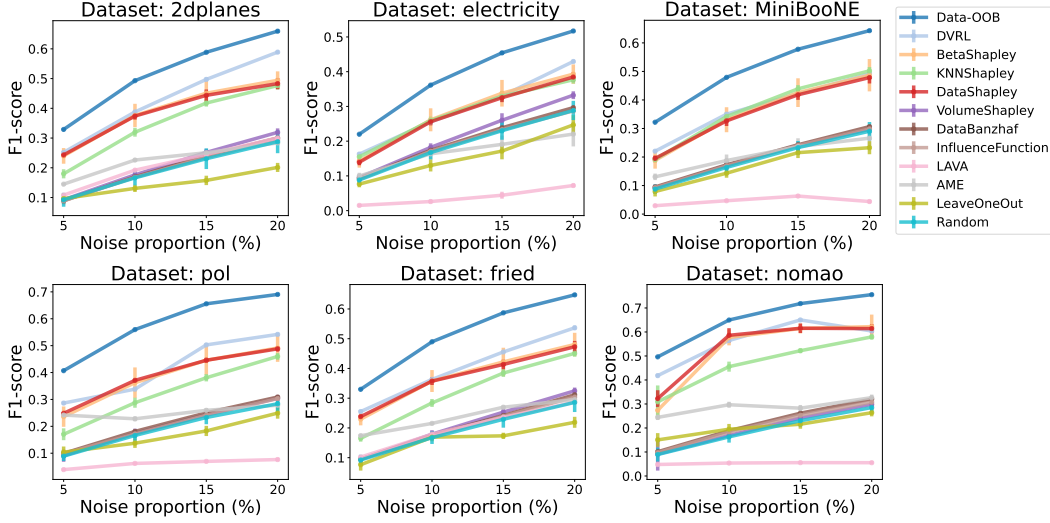 Dataset: 2dplanes
F1-score
0.6
0.5
0.4
0.3
0.2
0.1
5 10 15 20
Noise proportion (%)
Dataset: electricity
F1-score
0.5
0.4
0.3
0.2
0.1
0.0
5 10 15 20
Noise proportion (%)
Dataset: MiniBooNE
F1-score
0.6
0.5
0.4
0.3
0.2
0.1
0.0
5 10 15 20
Noise proportion (%)
Data-OOB
DVRL
BetaShapley
KNNShapley
DataShapley
VolumeShapley
DataBanzhaf
InfluenceFunction
LAVA
AME
LeaveOneOut
Random
Dataset: pol
F1-score
0.7
0.6
0.5
0.4
0.3
0.2
0.1
5 10 15 20
Noise proportion (%)
Dataset: fried
F1-score
0.6
0.5
0.4
0.3
0.2
0.1
5 10 15 20
Noise proportion (%)
Dataset: nomao
F1-score
0.7
0.6
0.5
0.4
0.3
0.2
0.1
0.0
5 10 15 20
Noise proportion (%)